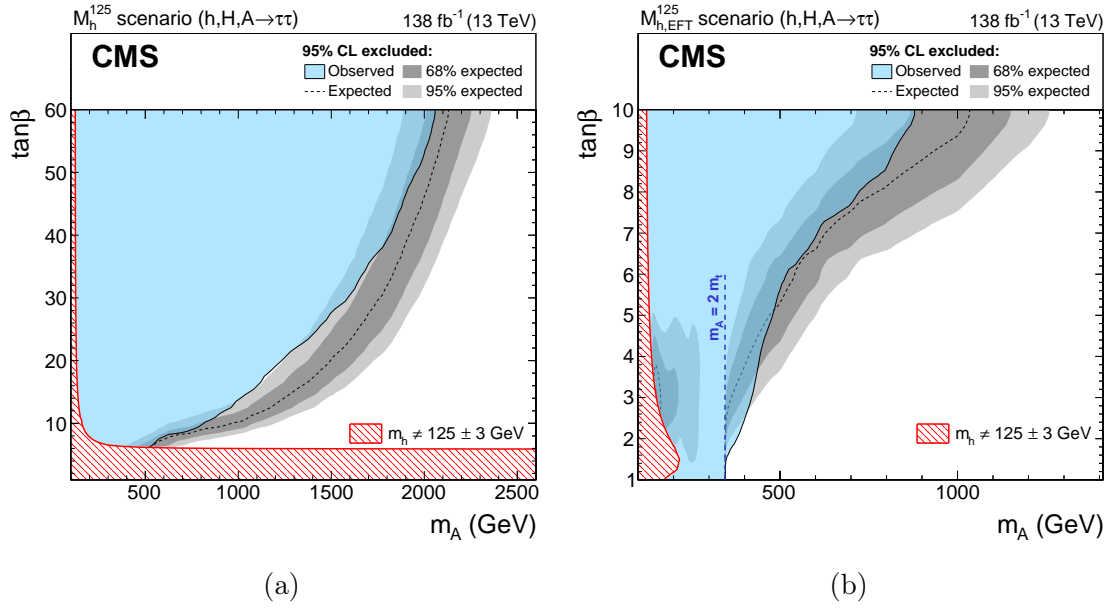 M_h^125 scenario (h,H,A→ττ) 138 fb⁻¹ (13 TeV)
CMS
95% CL excluded:
Observed 68% expected
Expected 95% expected
tanβ
60
50
40
30
20
10
m_h ≠ 125 ± 3 GeV
500 1000 1500 2000 2500
m_A (GeV)
(a)
M_h,EFT^125 scenario (h,H,A→ττ) 138 fb⁻¹ (13 TeV)
CMS
95% CL excluded:
Observed 68% expected
Expected 95% expected
tanβ
10
9
8
7
6
5
4
3
2
1
m_A = 2 m_t
m_h ≠ 125 ± 3 GeV
500 1000
m_A (GeV)
(b)